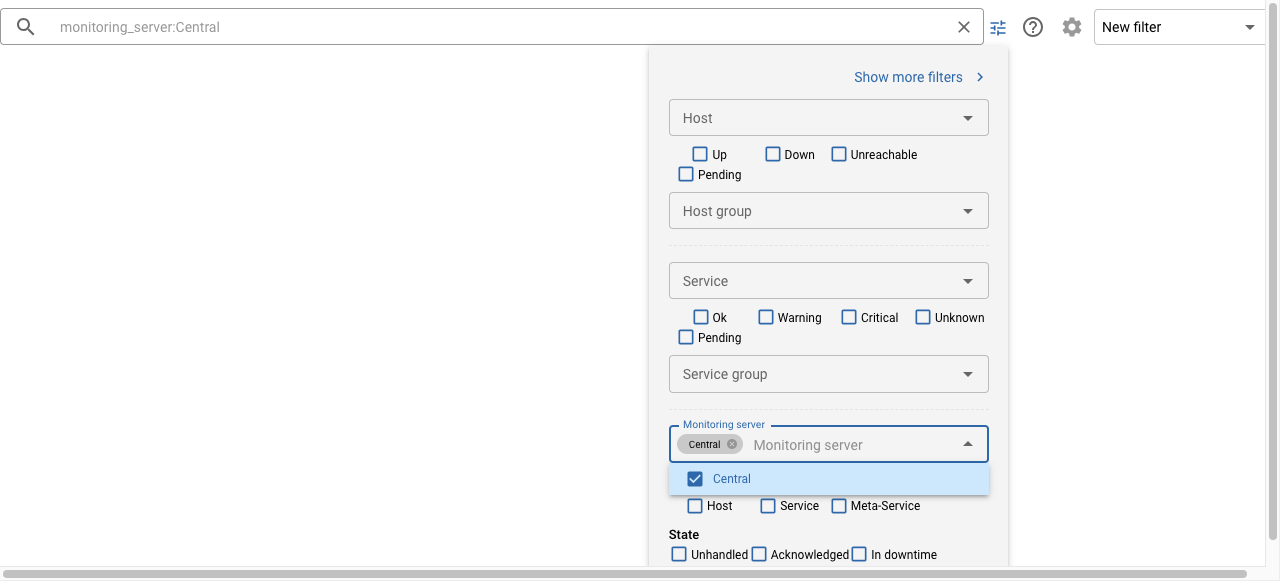 monitoring_server:Central
New filter
Show more filters
Host
Up Down Unreachable
Pending
Host group
Service
Ok Warning Critical Unknown
Pending
Service group
Monitoring server
Central Monitoring server
Central
Host Service Meta-Service
State
Unhandled Acknowledged In downtime